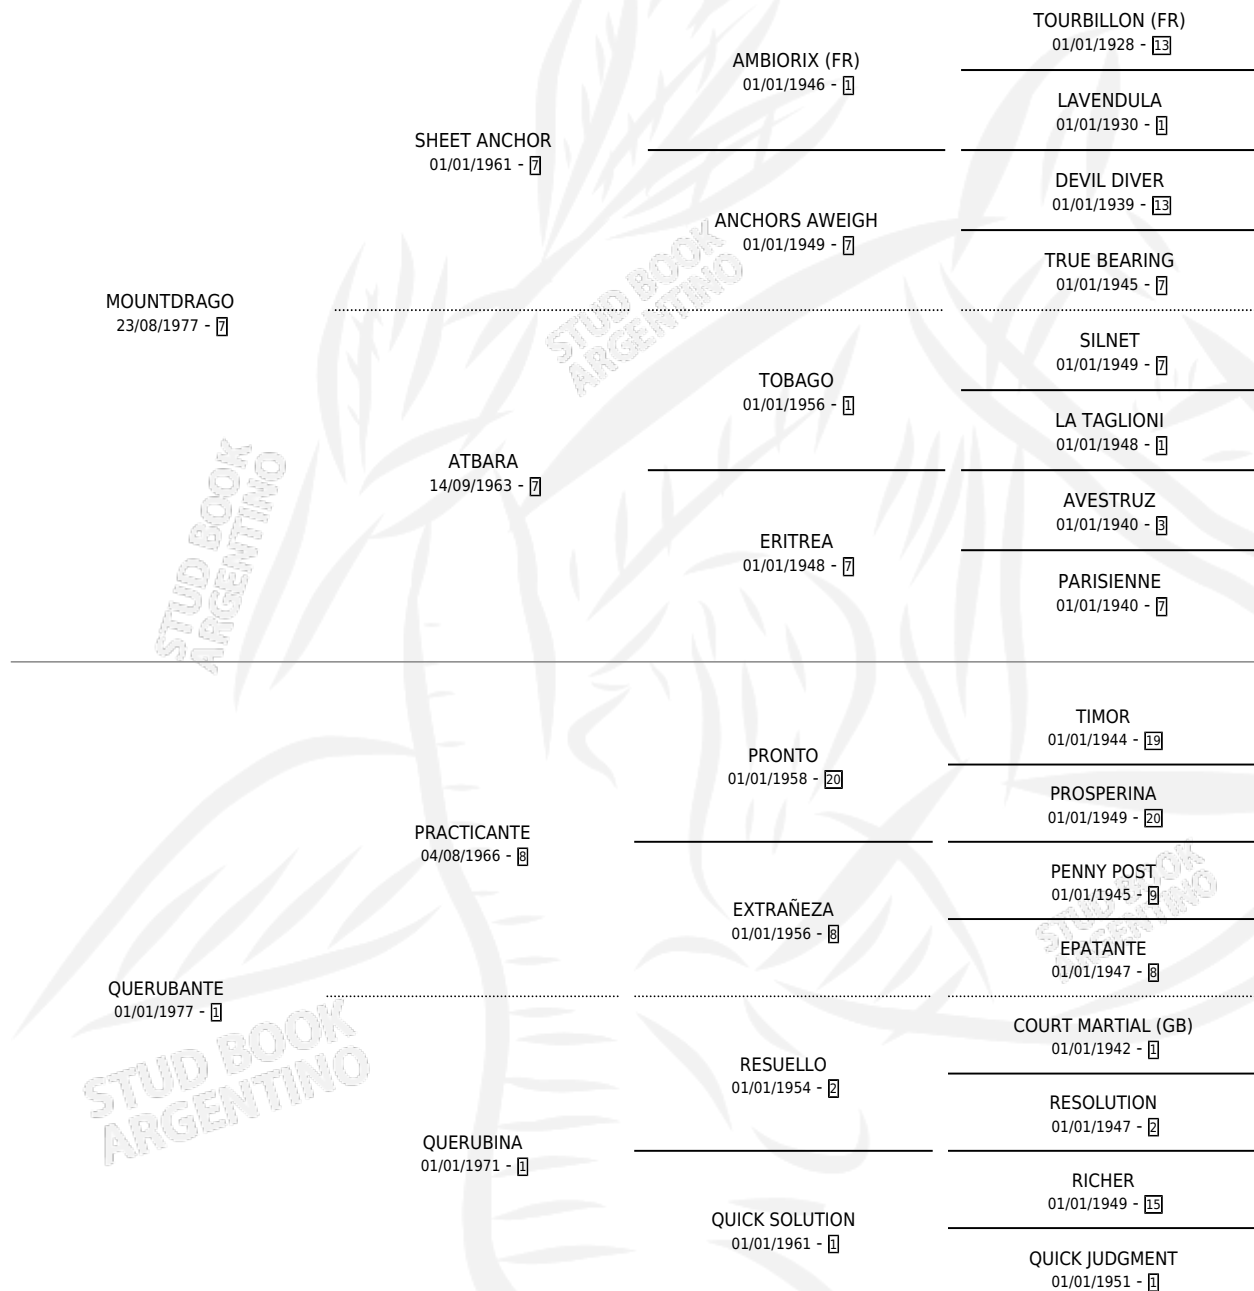 TOURBILLON (FR)
01/01/1928 - 13
AMBIORIX (FR)
01/01/1946 - 1
LAVENDULA
01/01/1930 - 1
SHEET ANCHOR
01/01/1961 - 7
DEVIL DIVER
01/01/1939 - 13
ANCHORS AWEIGH
01/01/1949 - 7
TRUE BEARING
01/01/1945 - 7
MOUNTDRAGO
23/08/1977 - 7
STUD BOOK
ARGENTINO
SILNET
01/01/1949 - 7
TOBAGO
01/01/1956 - 1
LA TAGLIONI
01/01/1948 - 1
ATBARA
14/09/1963 - 7
AVESTRUZ
01/01/1940 - 3
ERITREA
01/01/1948 - 7
PARISIENNE
01/01/1940 - 7
STUD BOOK
ARGENTINO
TIMOR
01/01/1944 - 19
PRONTO
01/01/1958 - 20
PROSPERINA
01/01/1949 - 20
PRACTICANTE
04/08/1966 - 8
PENNY POST
01/01/1945 - 9
EXTRAÑEZA
01/01/1956 - 8
EPATANTE
01/01/1947 - 8
STUD BOOK
ARGENTINO
QUERUBANTE
01/01/1977 - 1
COURT MARTIAL (GB)
01/01/1942 - 1
RESUELLO
01/01/1954 - 2
RESOLUTION
01/01/1947 - 2
STUD BOOK
ARGENTINO
QUERUBINA
01/01/1971 - 1
RICHER
01/01/1949 - 15
QUICK SOLUTION
01/01/1961 - 1
QUICK JUDGMENT
01/01/1951 - 1